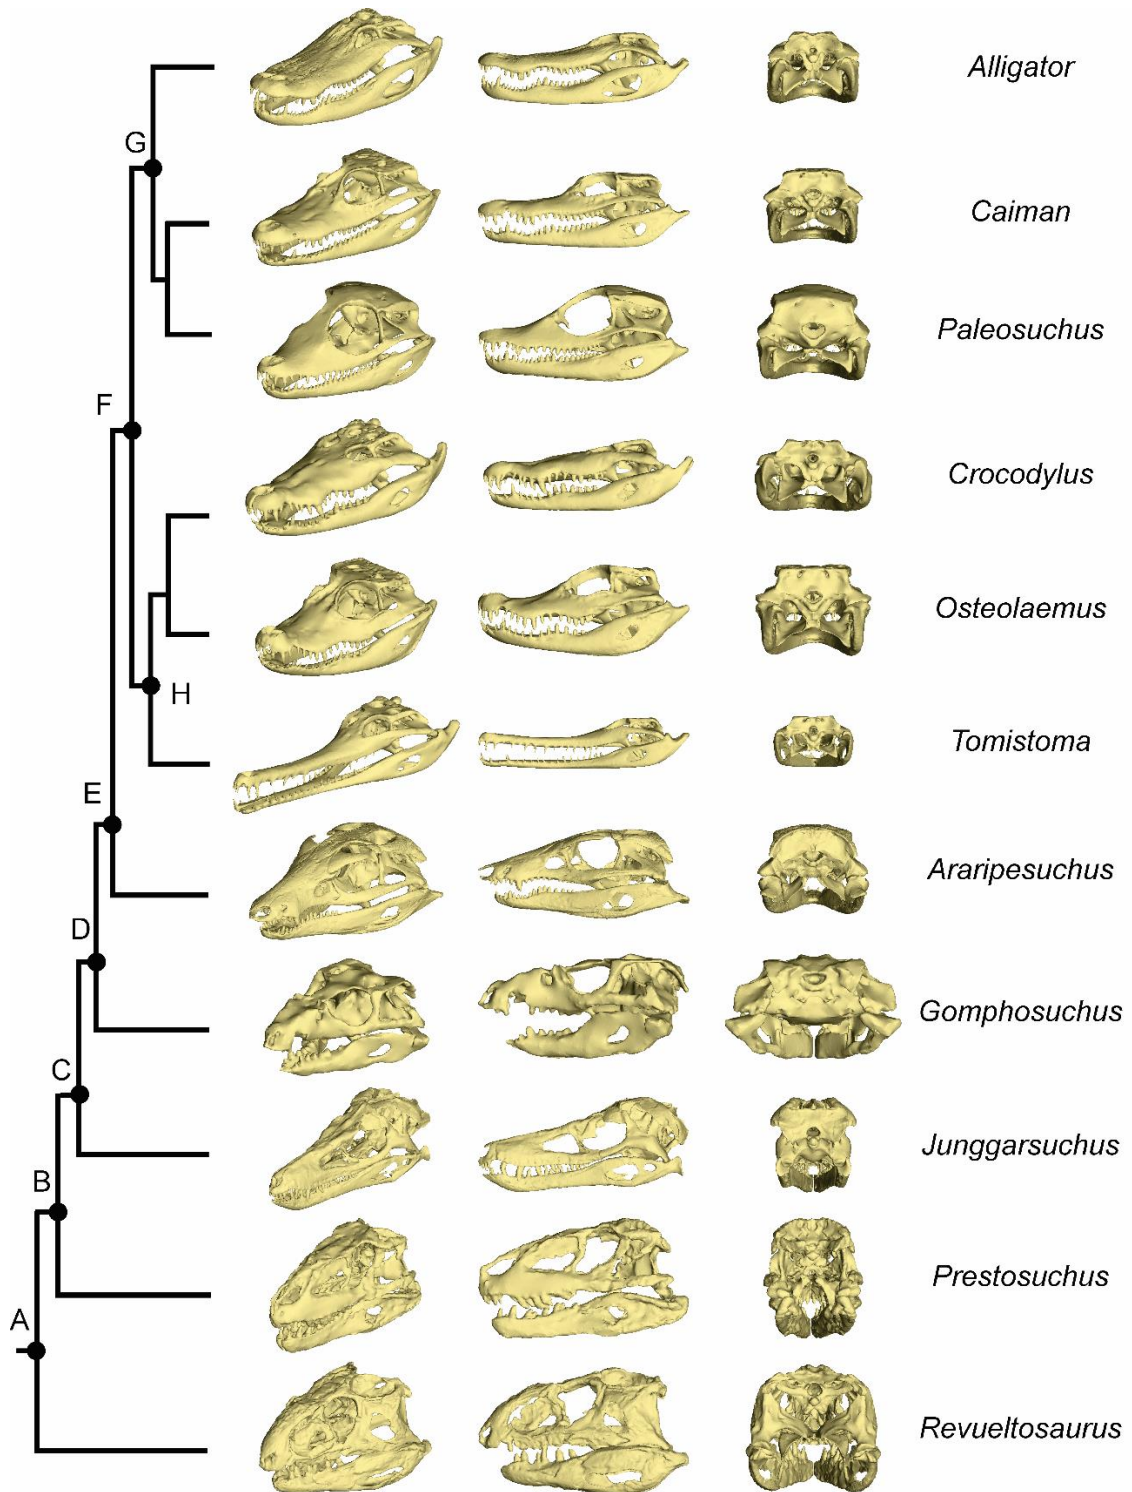 Alligator
G
Caiman
Paleosuchus
F
Crocodylus
Osteolaemus
H
Tomistoma
E
Araripesuchus
D
Gomphosuchus
C
Junggarsuchus
B
Prestosuchus
A
Revueltosaurus